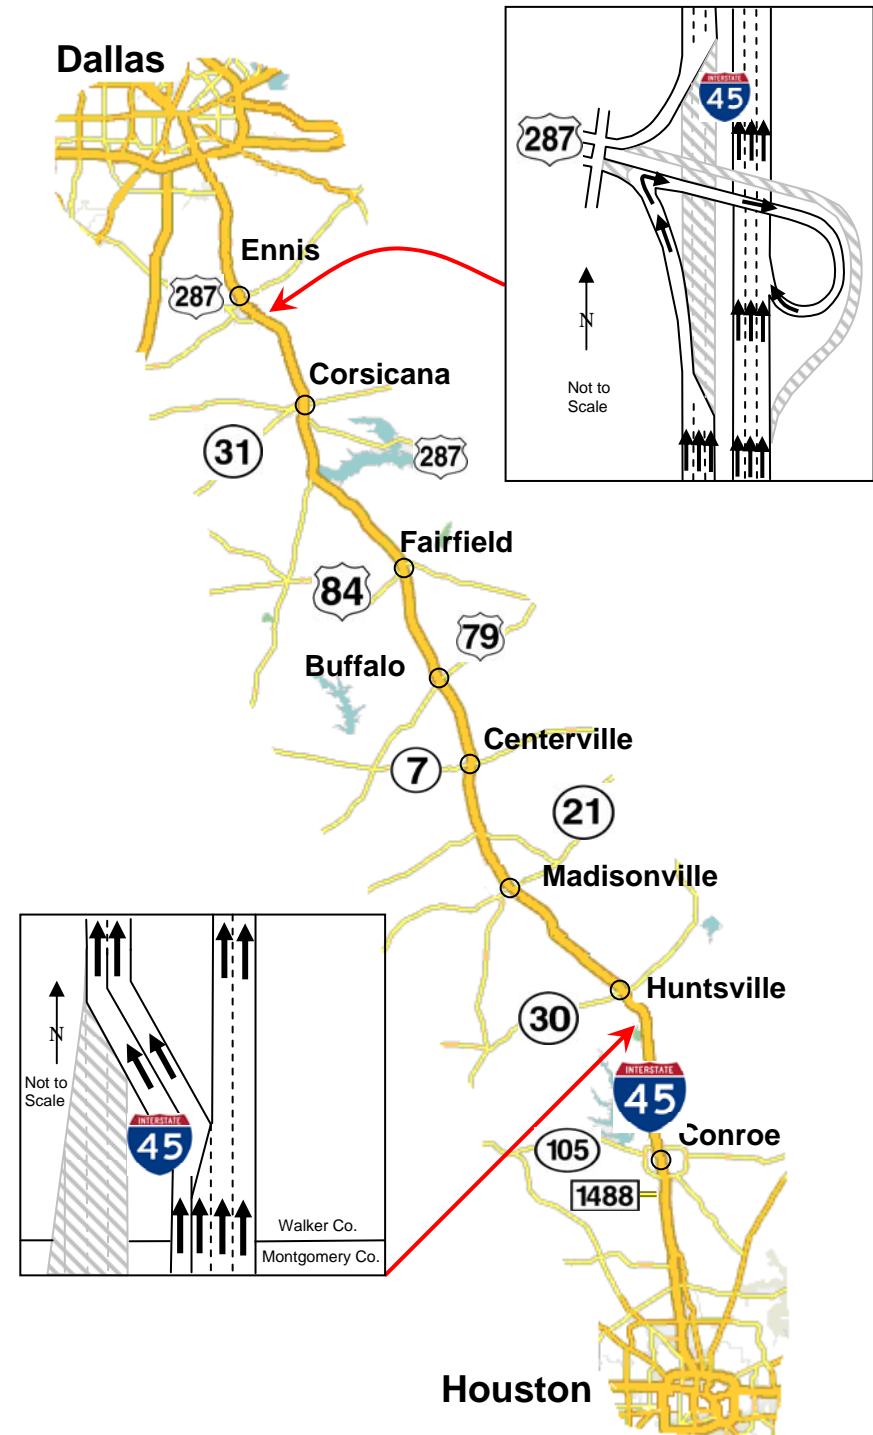 Dallas
INTERSTATE
45
287
Ennis
287
N
Not to
Scale
Corsicana
31
287
Fairfield
84
79
Buffalo
Centerville
7
21
Madisonville
Huntsville
30
N
Not to
Scale
INTERSTATE
45
Walker Co.
Montgomery Co.
INTERSTATE
45
Conroe
105
1488
Houston